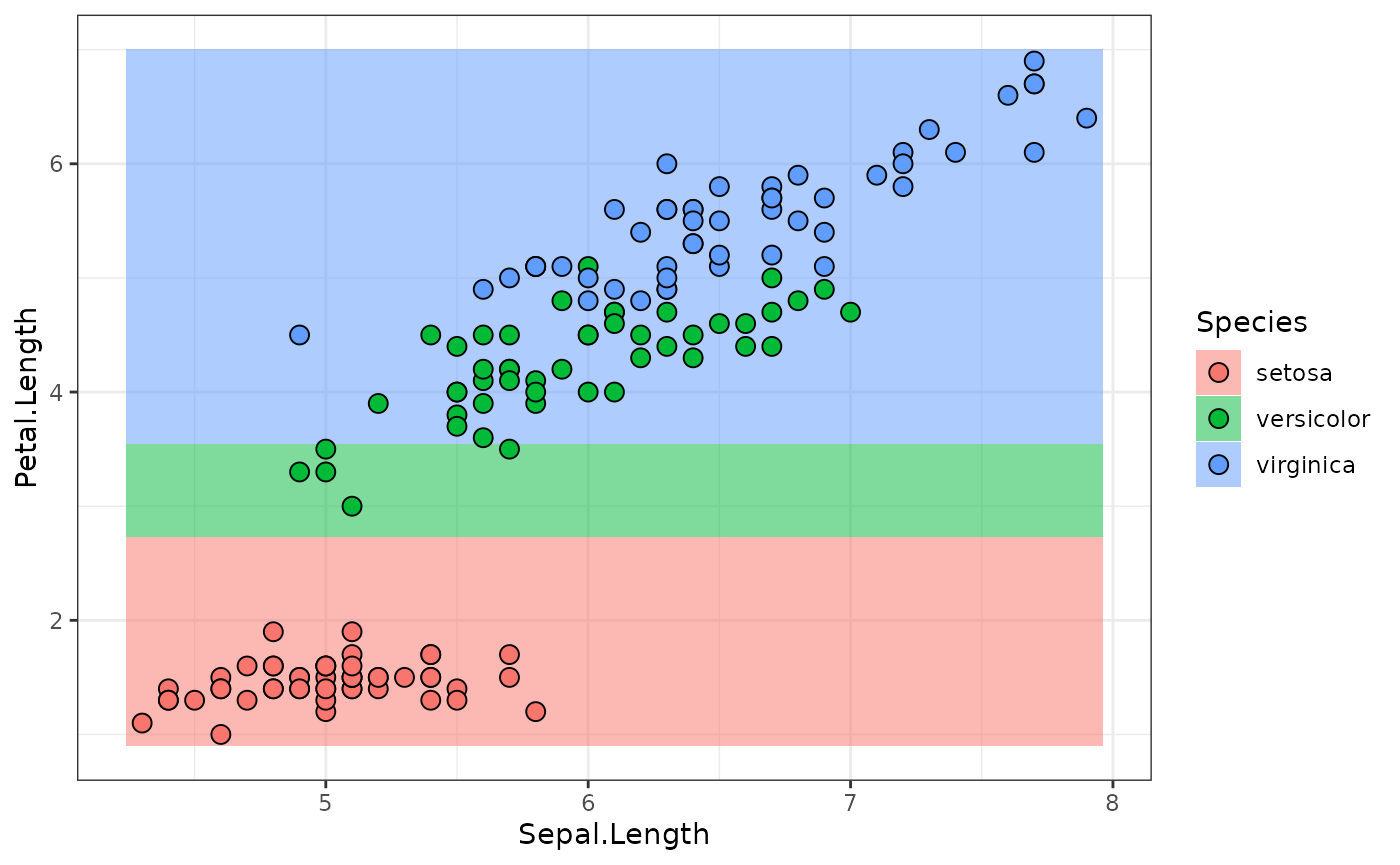 Petal.Length
6
4
2
5 6 7 8
Sepal.Length
Species
setosa
versicolor
virginica